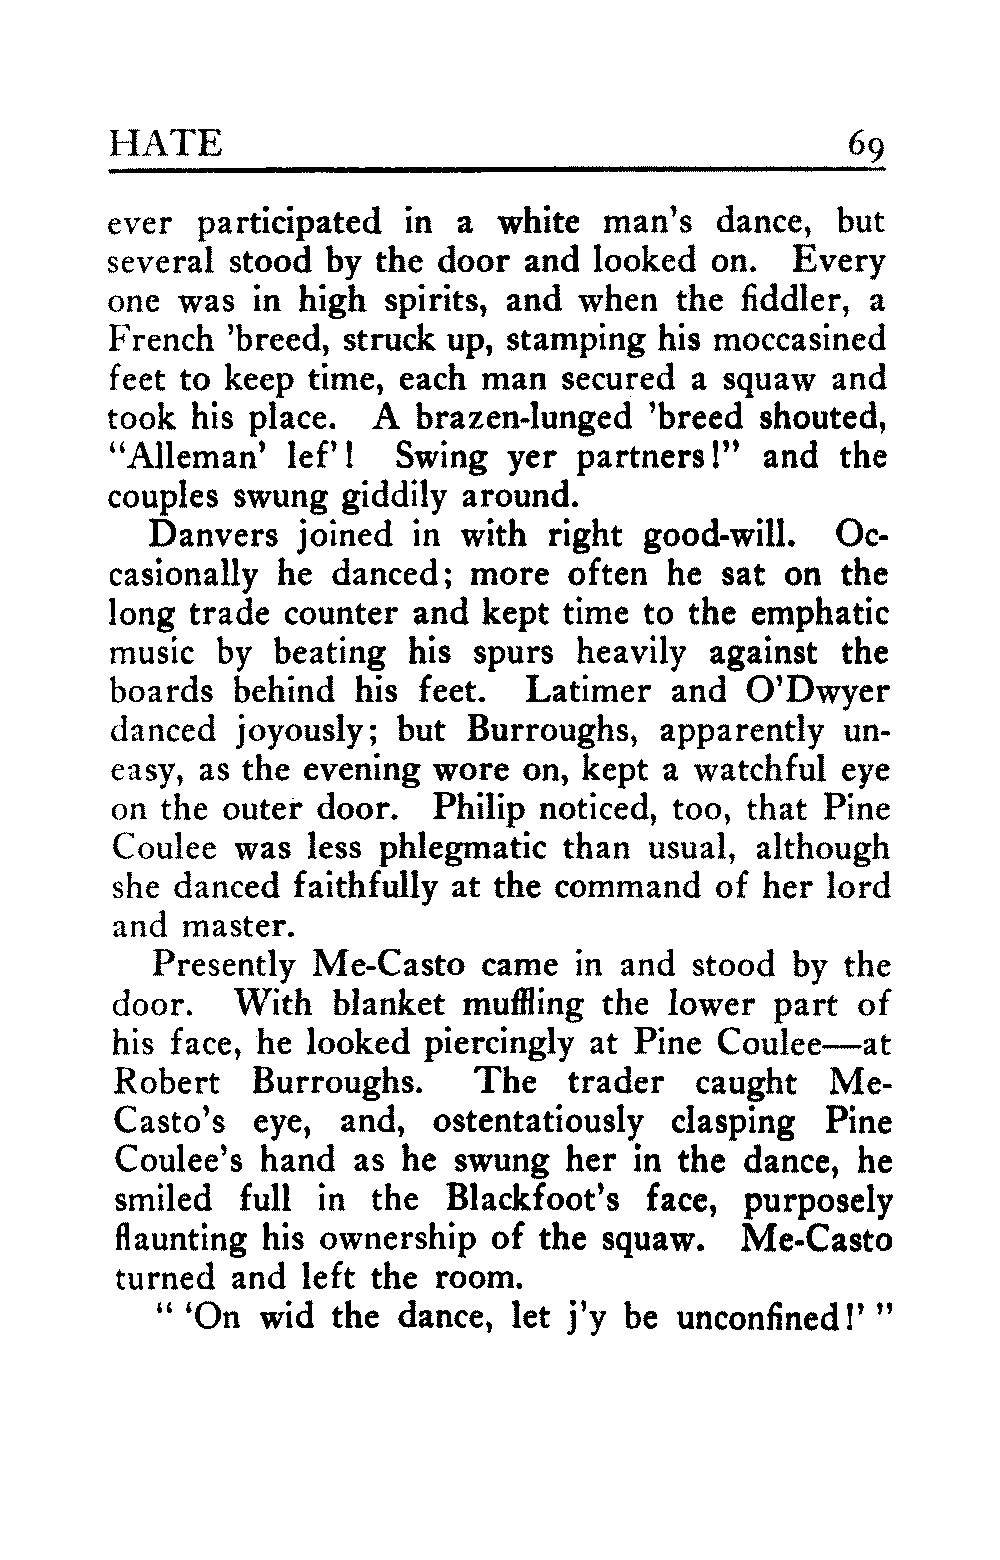 HATE 69
ever participated in a white man's dance, but
several stood by the door and looked on. Every
one was in high spirits, and when the fiddler, a
French 'breed, struck up, stamping his moccasined
feet to keep time, each man secured a squaw and
took his place. A brazen-lunged 'breed shouted,
"Alleman' lef'! Swing yer partners!" and the
couples swung giddily around.
Danvers joined in with right good-will. Oc-
casionally he danced; more often he sat on the
long trade counter and kept time to the emphatic
music by beating his spurs heavily against the
boards behind his feet. Latimer and O'Dwyer
danced joyously; but Burroughs, apparently un-
easy, as the evening wore on, kept a watchful eye
on the outer door. Philip noticed, too, that Pine
Coulee was less phlegmatic than usual, although
she danced faithfully at the command of her lord
and master.
Presently Me-Casto came in and stood by the
door. With blanket muffling the lower part of
his face, he looked piercingly at Pine Coulee—at
Robert Burroughs. The trader caught Me-
Casto's eye, and, ostentatiously clasping Pine
Coulee's hand as he swung her in the dance, he
smiled full in the Blackfoot's face, purposely
flaunting his ownership of the squaw. Me-Casto
turned and left the room.
" 'On wid the dance, let j'y be unconfined!' "